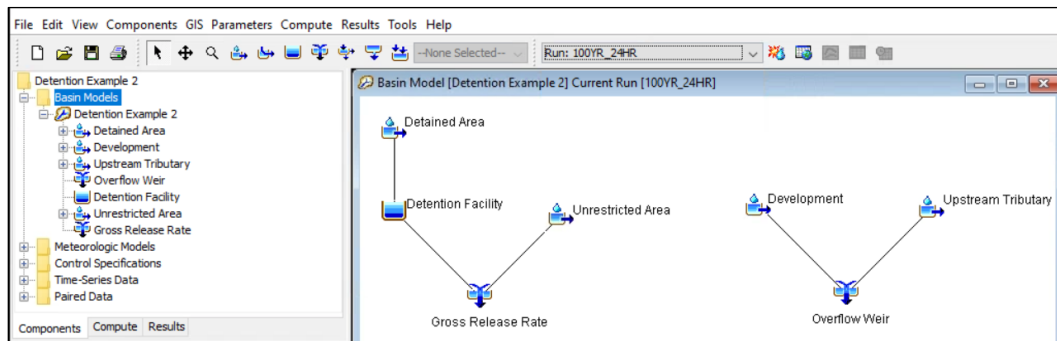 File Edit View Components GIS Parameters Compute Results Tools Help
--None Selected-- Run: 100YR_24HR
Detention Example 2
Basin Models
Detention Example 2
Detained Area
Development
Upstream Tributary
Overflow Weir
Detention Facility
Unrestricted Area
Gross Release Rate
Meteorologic Models
Control Specifications
Time-Series Data
Paired Data
Components Compute Results
Basin Model [Detention Example 2] Current Run [100YR_24HR]
Detained Area
Detention Facility
Unrestricted Area
Development
Upstream Tributary
Gross Release Rate
Overflow Weir